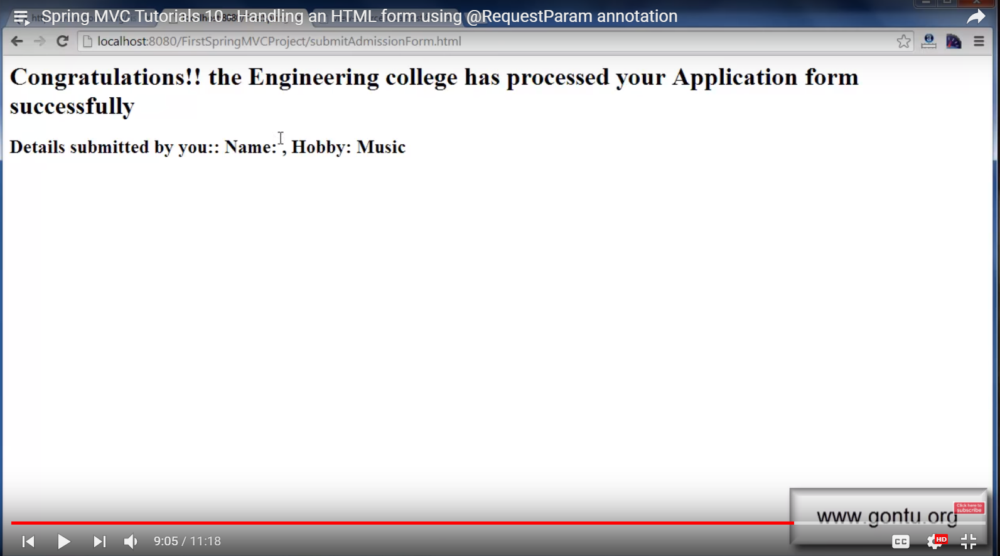 Spring MVC Tutorials 10 - Handling an HTML form using @RequestParam annotation
localhost:8080/FirstSpringMVCProject/submitAdmissionForm.html
Congratulations!! the Engineering college has processed your Application form
successfully
Details submitted by you:: Name: , Hobby: Music
www.gontu.org
Click here to
subscribe
9:05 / 11:18
CC
HD